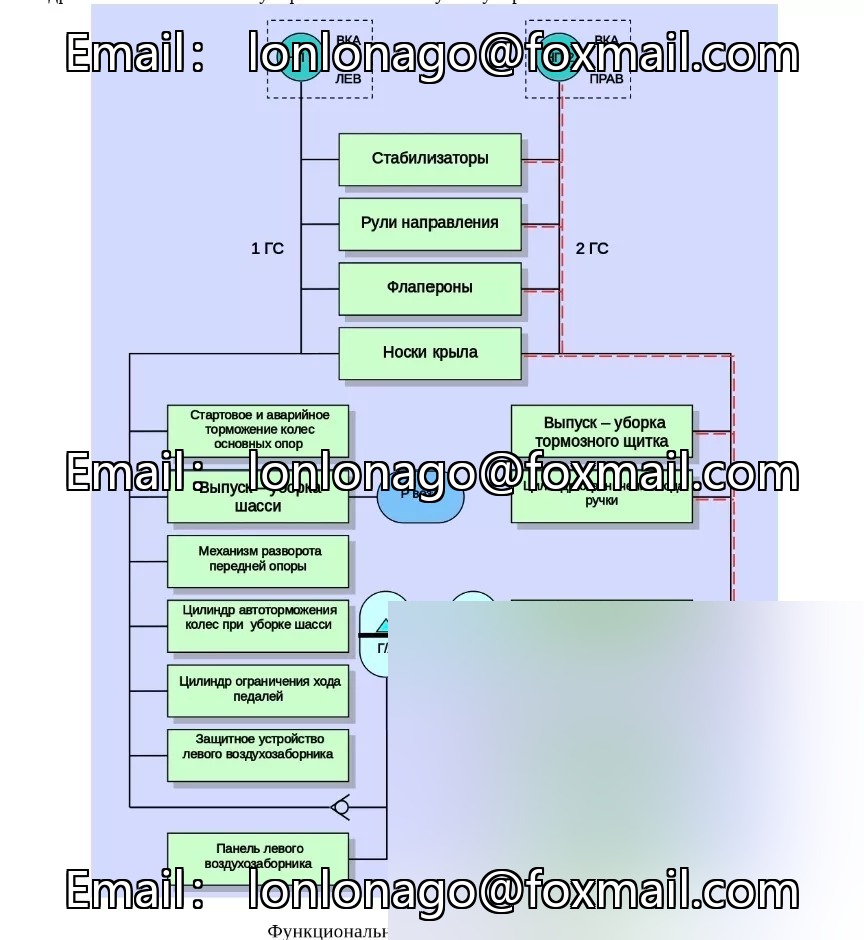 Email： lonlonago@foxmail.com
ВКА
ЛЕВ
ВКА
ПРАВ
Стабилизаторы
Рули направления
1 ГС
2 ГС
Флапероны
Носки крыла
Стартовое и аварийное
торможение колес
основных опор
Выпуск – уборка
тормозного щитка
Email： lonlonago@foxmail.com
Выпуск – уборка
шасси
ручки
Механизм разворота
передней опоры
Цилиндр автоторможения
колес при уборке шасси
Цилиндр ограничения хода
педалей
Защитное устройство
левого воздухозаборника
Панель левого
воздухозаборника
Email： lonlonago@foxmail.com